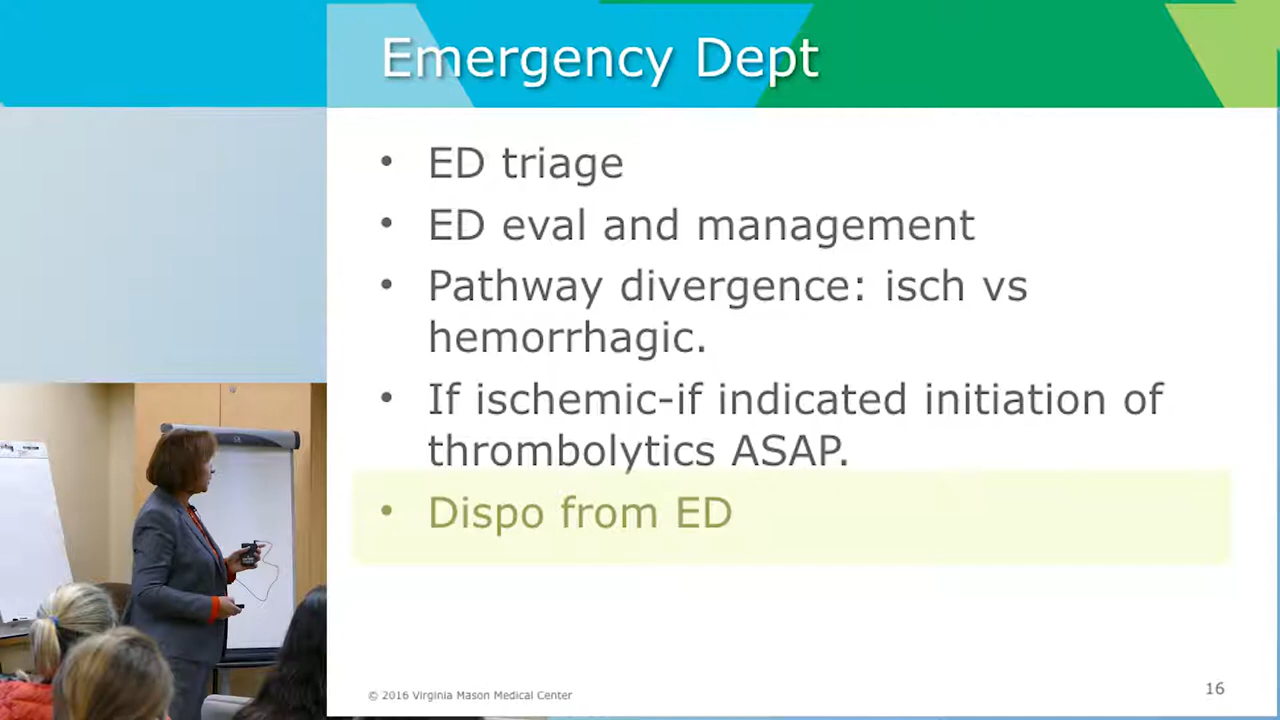 Emergency Dept
• ED triage
• ED eval and management
• Pathway divergence: isch vs
hemorrhagic.
• If ischemic-if indicated initiation of
thrombolytics ASAP.
• Dispo from ED
© 2016 Virginia Mason Medical Center
16